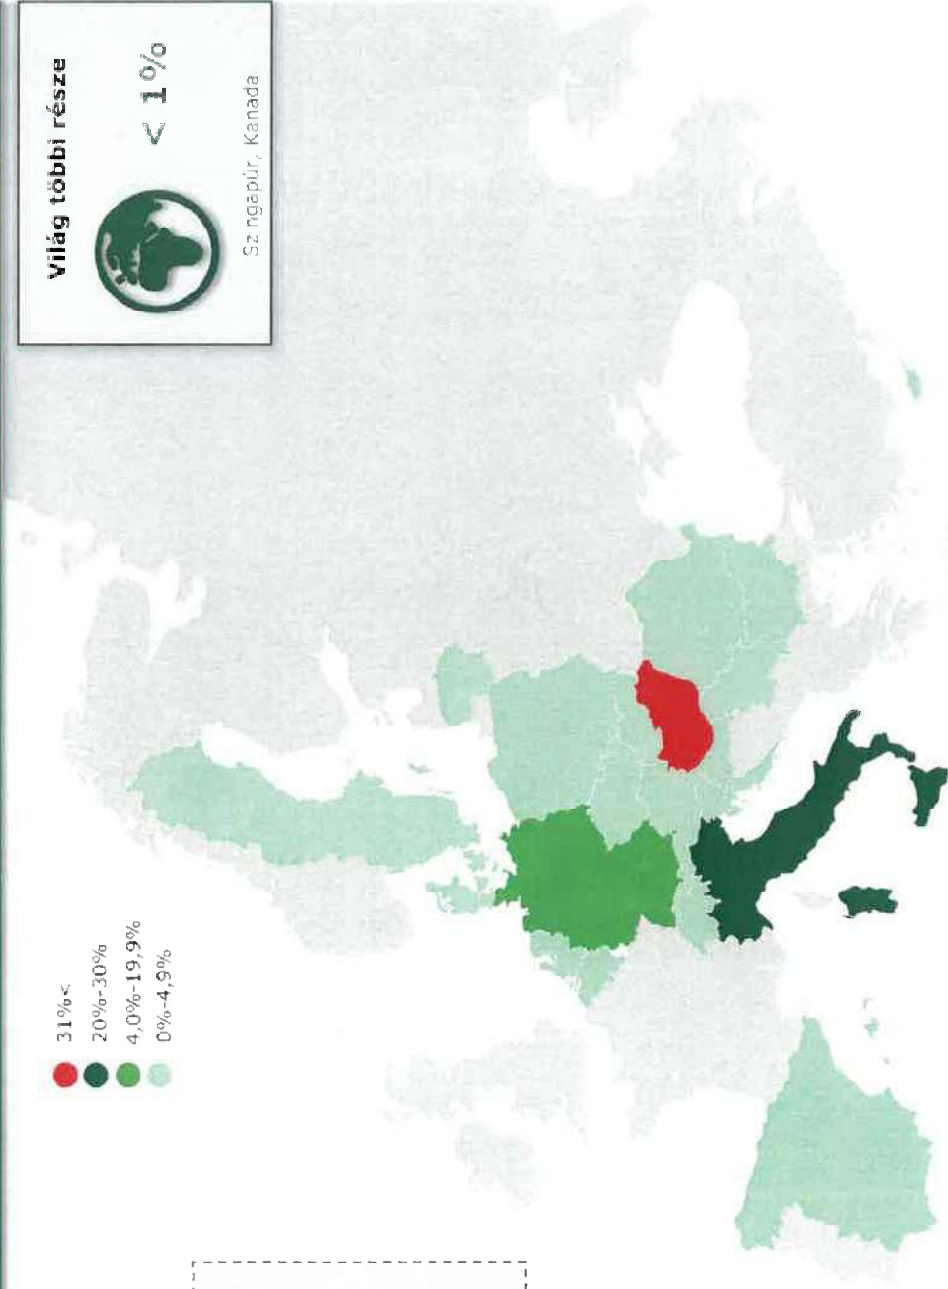 Világ többi része
< 1%
Szingapúr, Kanada
31%<
20%-30%
4,0%-19,9%
0%-4,9%